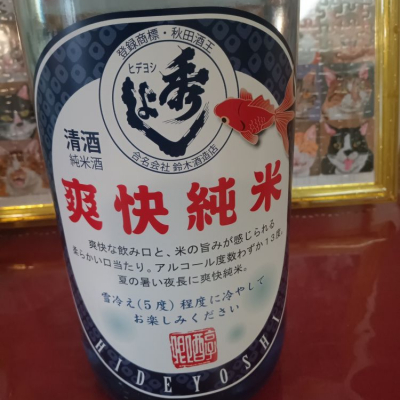 登録商標・秋田酒王
ヒデヨシ
秀よし
合名会社 鈴木酒造店
清酒
純米酒
爽快純米
爽快な飲み口と、米の旨みが感じられる
柔らかい口当たり。アルコール度数わずか13度。
夏の暑い夜長に爽快純米。
雪冷え(5度)程度に冷やして
お楽しみください
HIDEYOSHI